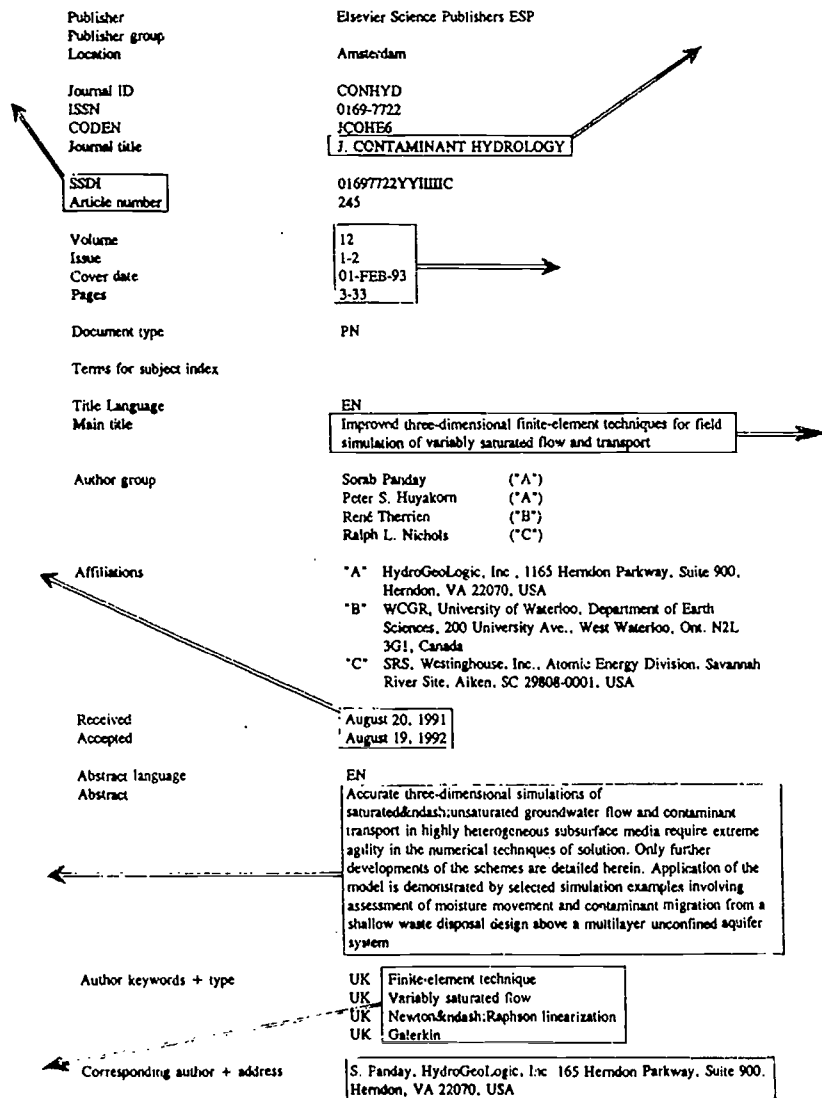 Publisher Elsevier Science Publishers ESP
Publisher group
Location Amsterdam
Journal ID CONHYD
ISSN 0169-7722
CODEN JCOHE6
Journal title J. CONTAMINANT HYDROLOGY
SSDI 01697722YYIIIIIC
Article number 245
Volume 12
Issue 1-2
Cover date 01-FEB-93
Pages 3-33
Document type PN
Terms for subject index
Title Language EN
Main title Improved three-dimensional finite-element techniques for field
simulation of variably saturated flow and transport
Author group Sorab Panday ("A")
Peter S. Huyakorn ("A")
René Therrien ("B")
Ralph L. Nichols ("C")
Affiliations "A" HydroGeoLogic, Inc , 1165 Herndon Parkway, Suite 900,
Herndon, VA 22070, USA
"B" WCGR, University of Waterloo, Department of Earth
Sciences, 200 University Ave., West Waterloo, Ont. N2L
3G1, Canada
"C" SRS, Westinghouse, Inc., Atomic Energy Division, Savannah
River Site, Aiken, SC 29808-0001, USA
Received August 20, 1991
Accepted August 19, 1992
Abstract language EN
Abstract Accurate three-dimensional simulations of
saturated&ndash;unsaturated groundwater flow and contaminant
transport in highly heterogeneous subsurface media require extreme
agility in the numerical techniques of solution. Only further
developments of the schemes are detailed herein. Application of the
model is demonstrated by selected simulation examples involving
assessment of moisture movement and contaminant migration from a
shallow waste disposal design above a multilayer unconfined aquifer
system
Author keywords + type UK Finite-element technique
UK Variably saturated flow
UK Newton&ndash;Raphson linearization
UK Galerkin
Corresponding author + address S. Panday, HydroGeoLogic, Inc 165 Herndon Parkway, Suite 900,
Herndon, VA 22070, USA